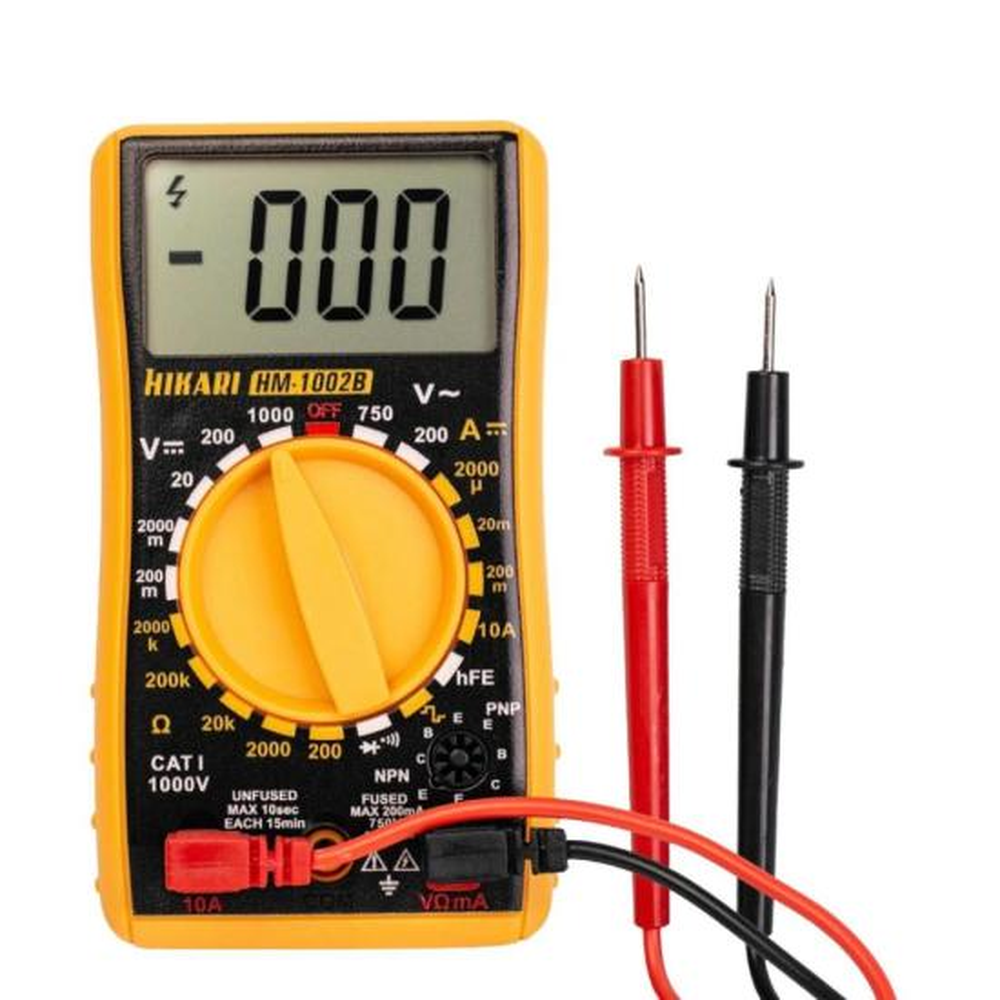 - 000
HIKARI HM-1002B
V~
1000 OFF 750
V⎓ 200 200 A⎓
20 2000
µ
2000
m 20m
200
m 200
m
2000
k 10A
200k hFE
Ω 20k 2000 200
PNP
E E
B B
C C
E E
NPN
CAT I
1000V
UNFUSED
MAX 10sec
EACH 15min
FUSED
MAX 200mA
10A COM VΩmA